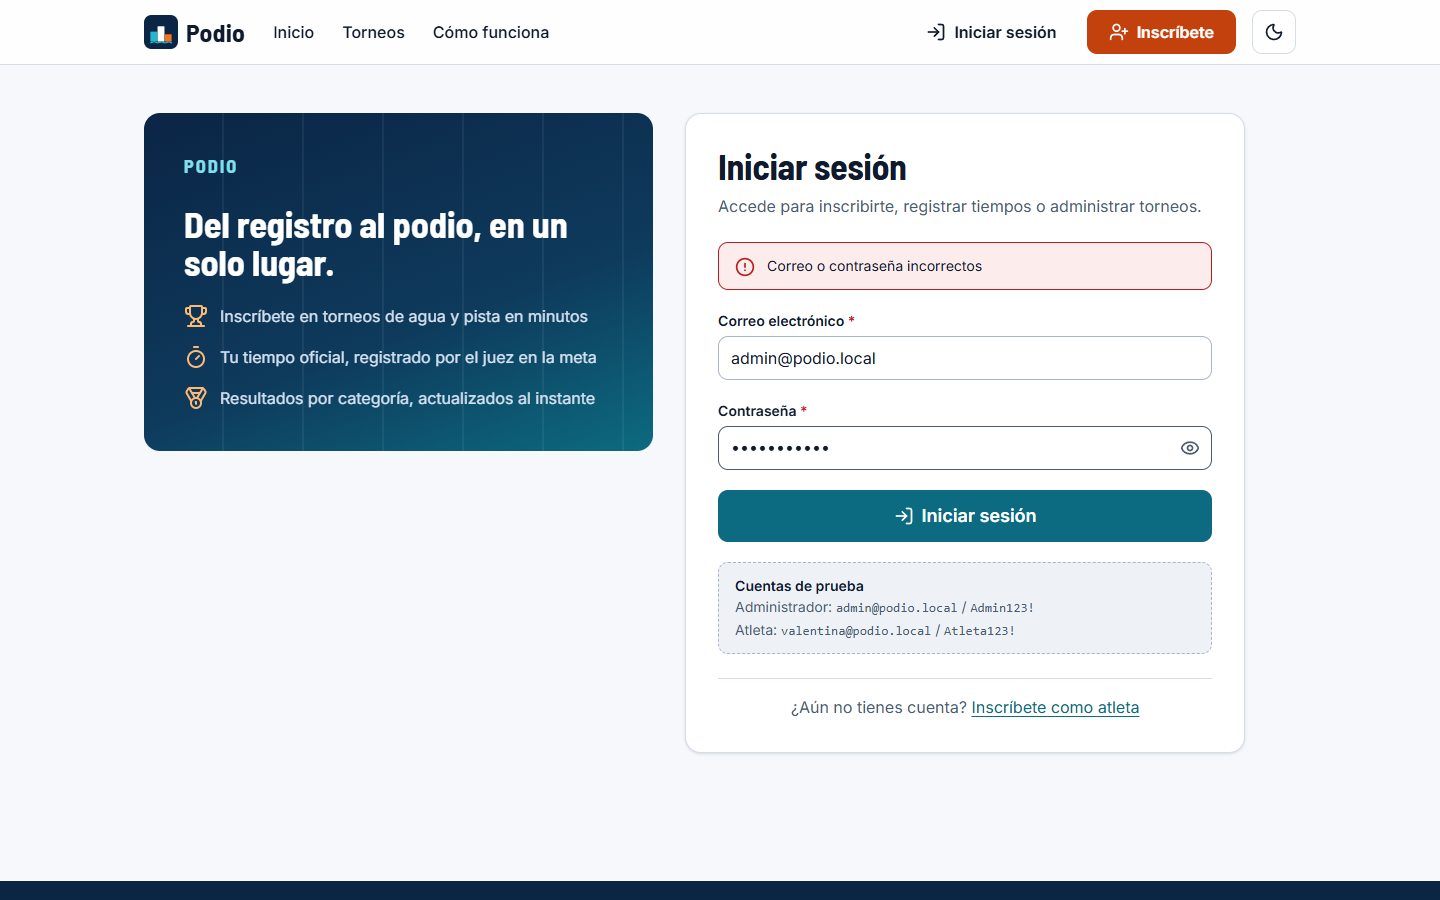 Podio
Inicio
Torneos
Cómo funciona
Iniciar sesión
Inscríbete
PODIO
Del registro al podio, en un
solo lugar.
Inscríbete en torneos de agua y pista en minutos
Tu tiempo oficial, registrado por el juez en la meta
Resultados por categoría, actualizados al instante
Iniciar sesión
Accede para inscribirte, registrar tiempos o administrar torneos.
Correo o contraseña incorrectos
Correo electrónico *
admin@podio.local
Contraseña *
•••••••••••
Iniciar sesión
Cuentas de prueba
Administrador: admin@podio.local / Admin123!
Atleta: valentina@podio.local / Atleta123!
¿Aún no tienes cuenta? Inscríbete como atleta